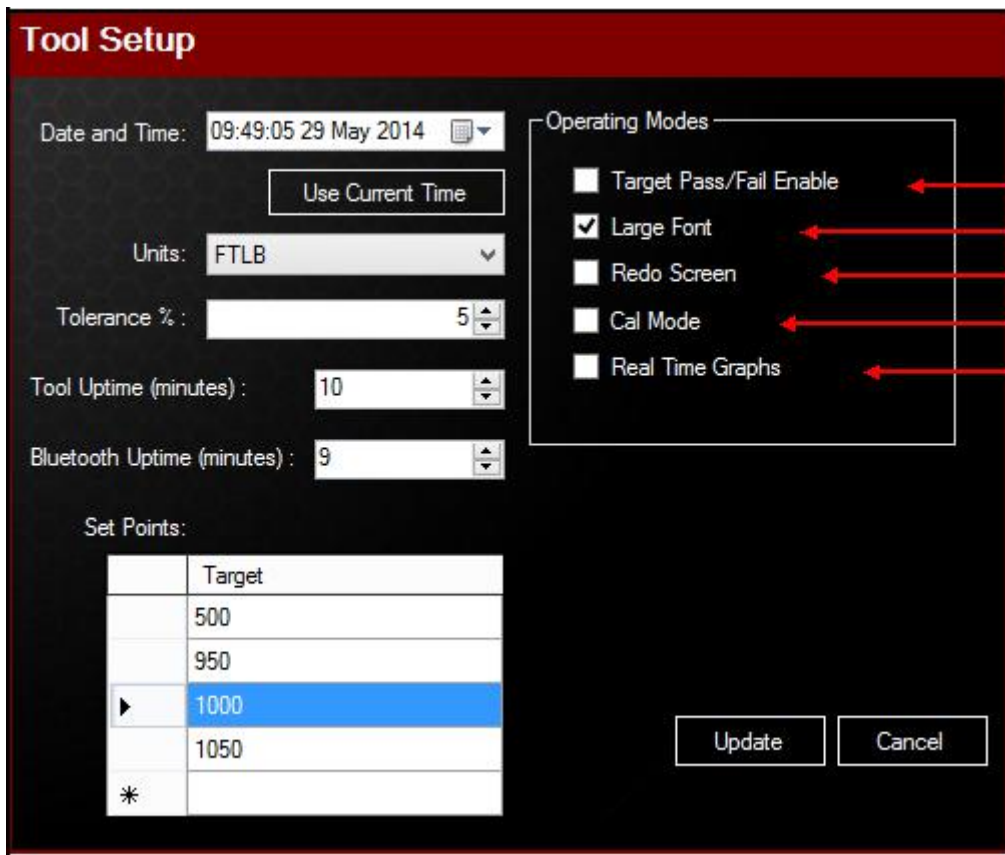 Tool Setup
Date and Time: 09:49:05 29 May 2014
Use Current Time
Units: FTLB
Tolerance % : 5
Tool Uptime (minutes) : 10
Bluetooth Uptime (minutes) : 9
Set Points:
Target
500
950
1000
1050
*
Operating Modes
Target Pass/Fail Enable
Large Font
Redo Screen
Cal Mode
Real Time Graphs
Update
Cancel